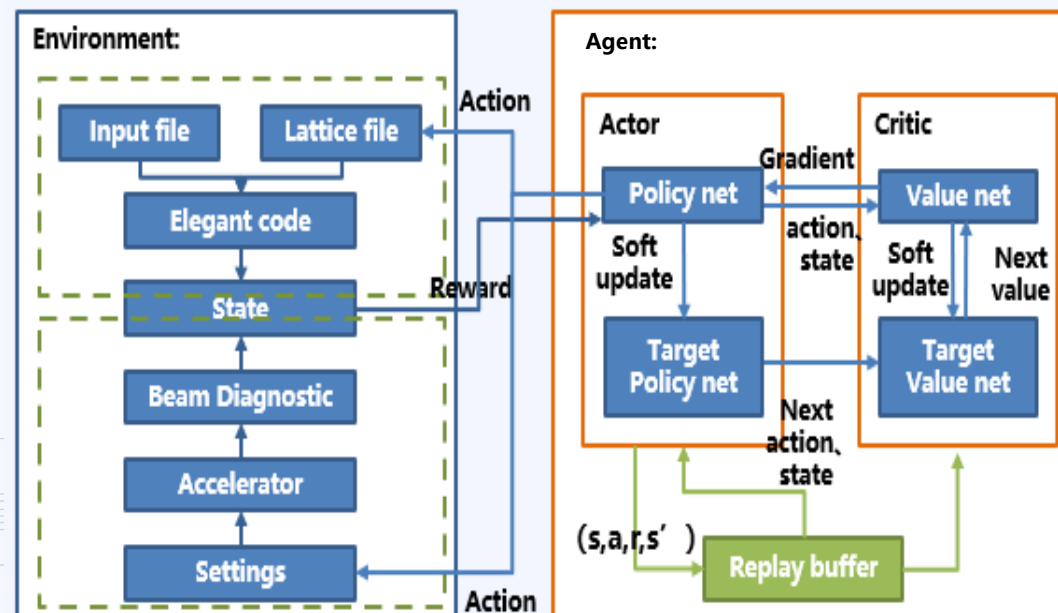 Environment:
Agent:
Action
Input file
Lattice file
Actor
Critic
Gradient
Policy net
Value net
Elegant code
action、
state
Soft
update
Soft
update
Next
value
Reward
State
Target
Policy net
Target
Value net
Beam Diagnostic
Next
action、
state
Accelerator
(s,a,r,s′ )
Replay buffer
Settings
Action